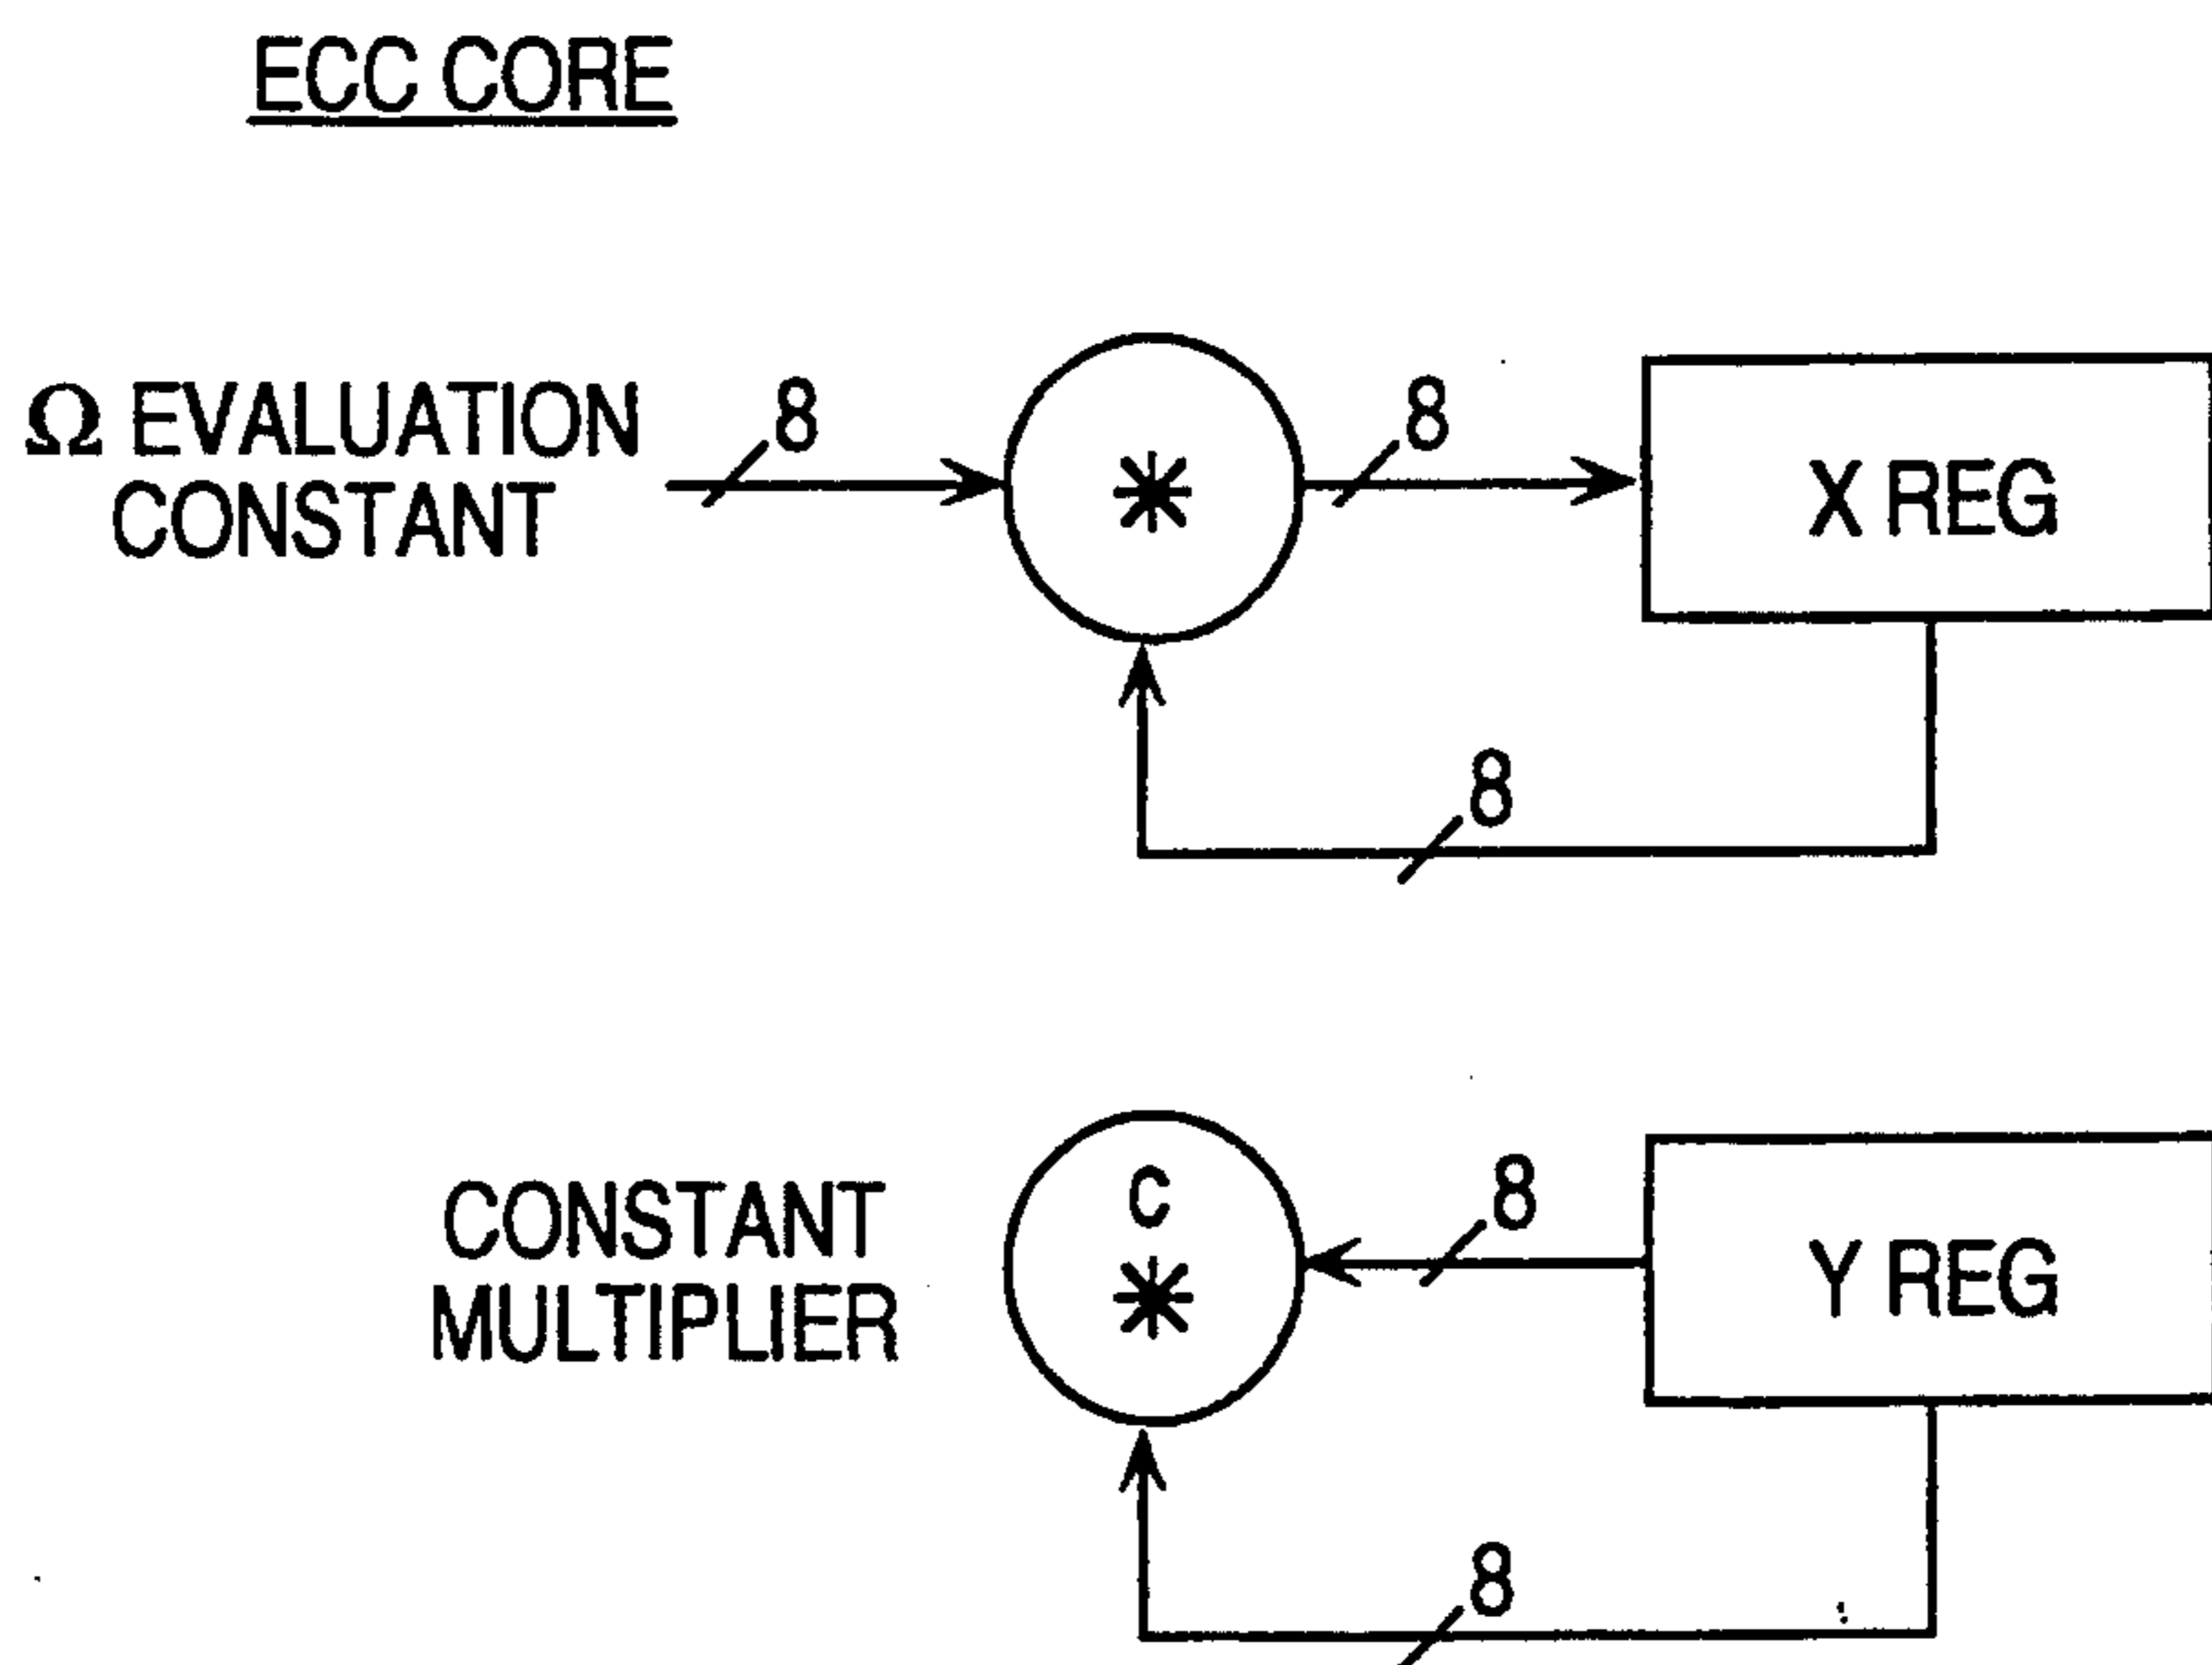 ECC CORE
Ω EVALUATION
CONSTANT
8
*
8
X REG
8
CONSTANT
MULTIPLIER
C
*
8
Y REG
8